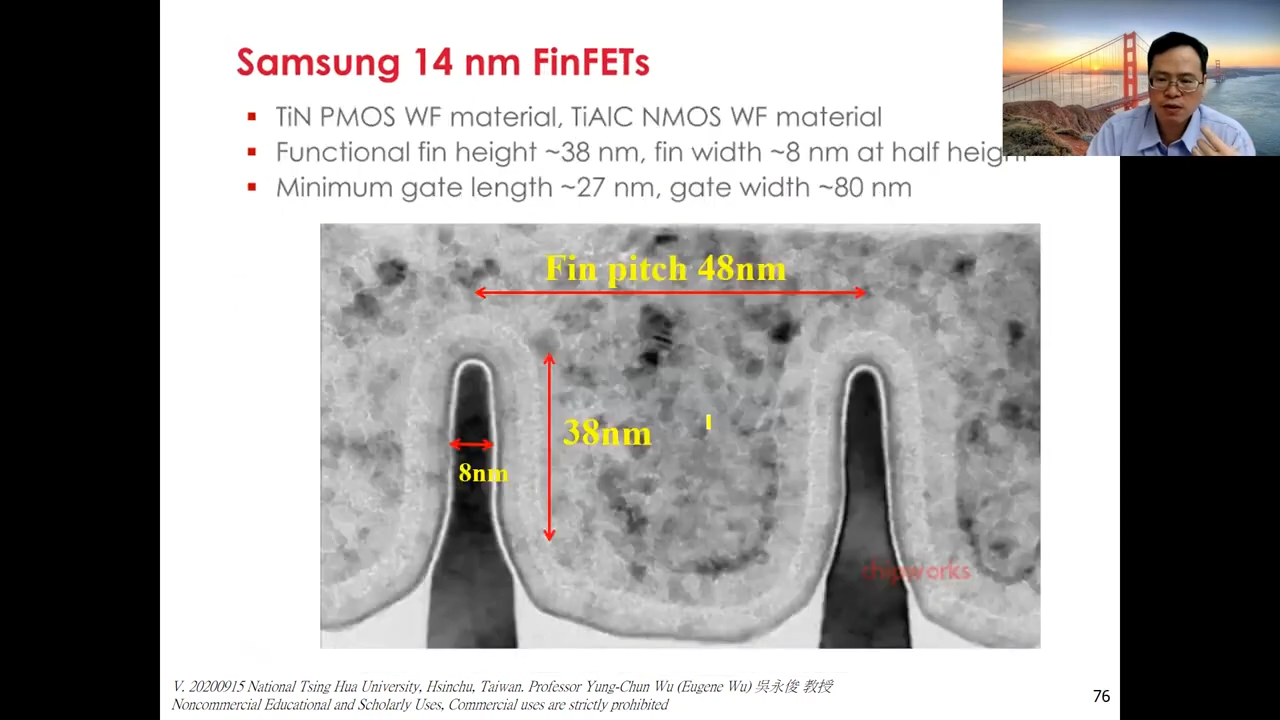 Samsung 14 nm FinFETs
▪ TiN PMOS WF material, TiAlC NMOS WF material
▪ Functional fin height ~38 nm, fin width ~8 nm at half height
▪ Minimum gate length ~27 nm, gate width ~80 nm
Fin pitch 48nm
38nm
8nm
chipworks
V. 20200915 National Tsing Hua University, Hsinchu, Taiwan. Professor Yung-Chun Wu (Eugene Wu) 吳永俊 教授
Noncommercial Educational and Scholarly Uses, Commercial uses are strictly prohibited
76